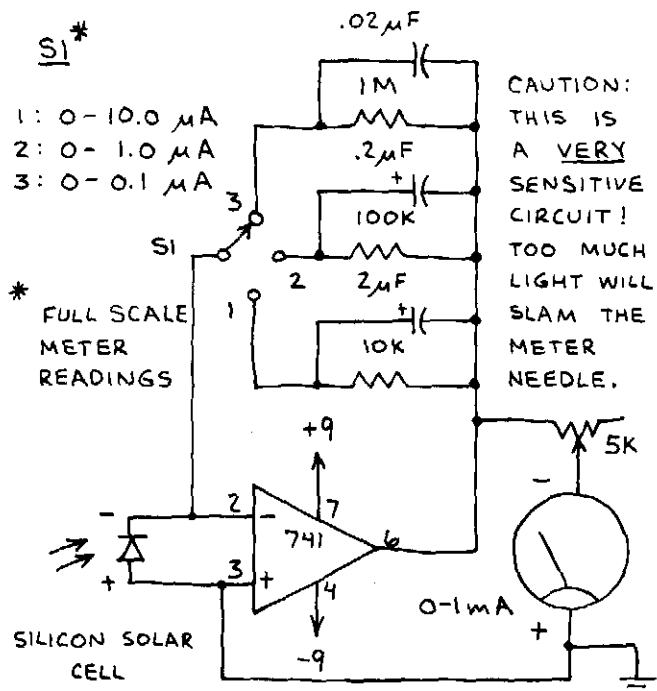 S1*
1: 0-10.0 μA
2: 0- 1.0 μA
3: 0- 0.1 μA
.02μF
1M
.2μF
+
100K
2μF
+
10K
3
S1
2
1
* FULL SCALE
METER
READINGS
CAUTION:
THIS IS
A VERY
SENSITIVE
CIRCUIT!
TOO MUCH
LIGHT WILL
SLAM THE
METER
NEEDLE.
+9
5K
-
2
-
7
741
6
-
+
3
+
4
0-1mA
+
-9
SILICON SOLAR
CELL